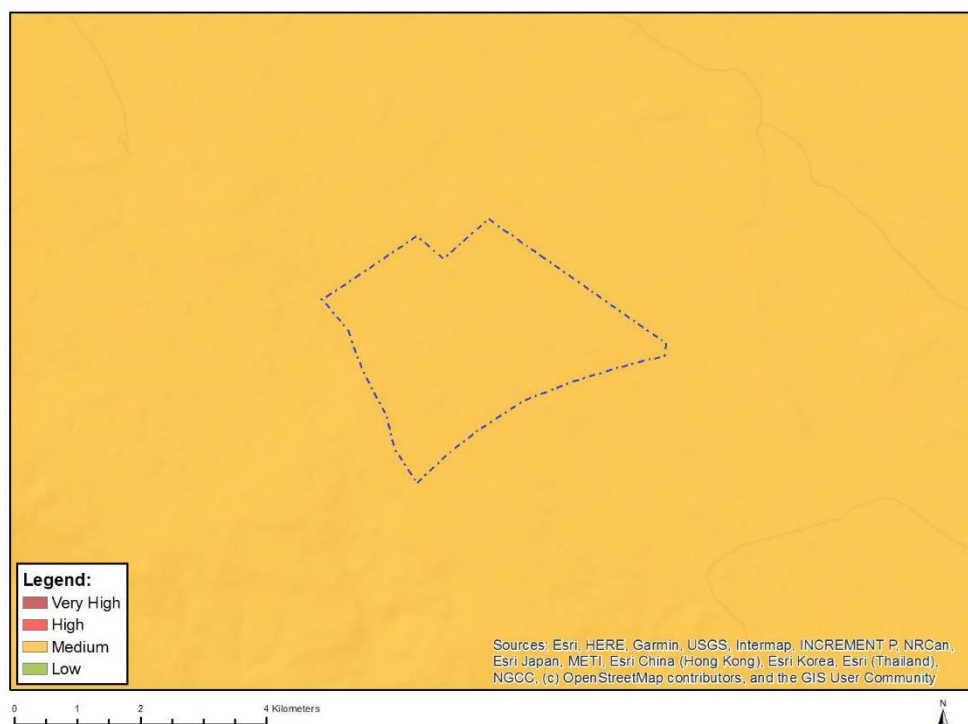 Legend:
Very High
High
Medium
Low
Sources: Esri, HERE, Garmin, USGS, Intermap, INCREMENT P, NRCan,
Esri Japan, METI, Esri China (Hong Kong), Esri Korea, Esri (Thailand),
NGCC, (c) OpenStreetMap contributors, and the GIS User Community
0 1 2 4 Kilometers
N